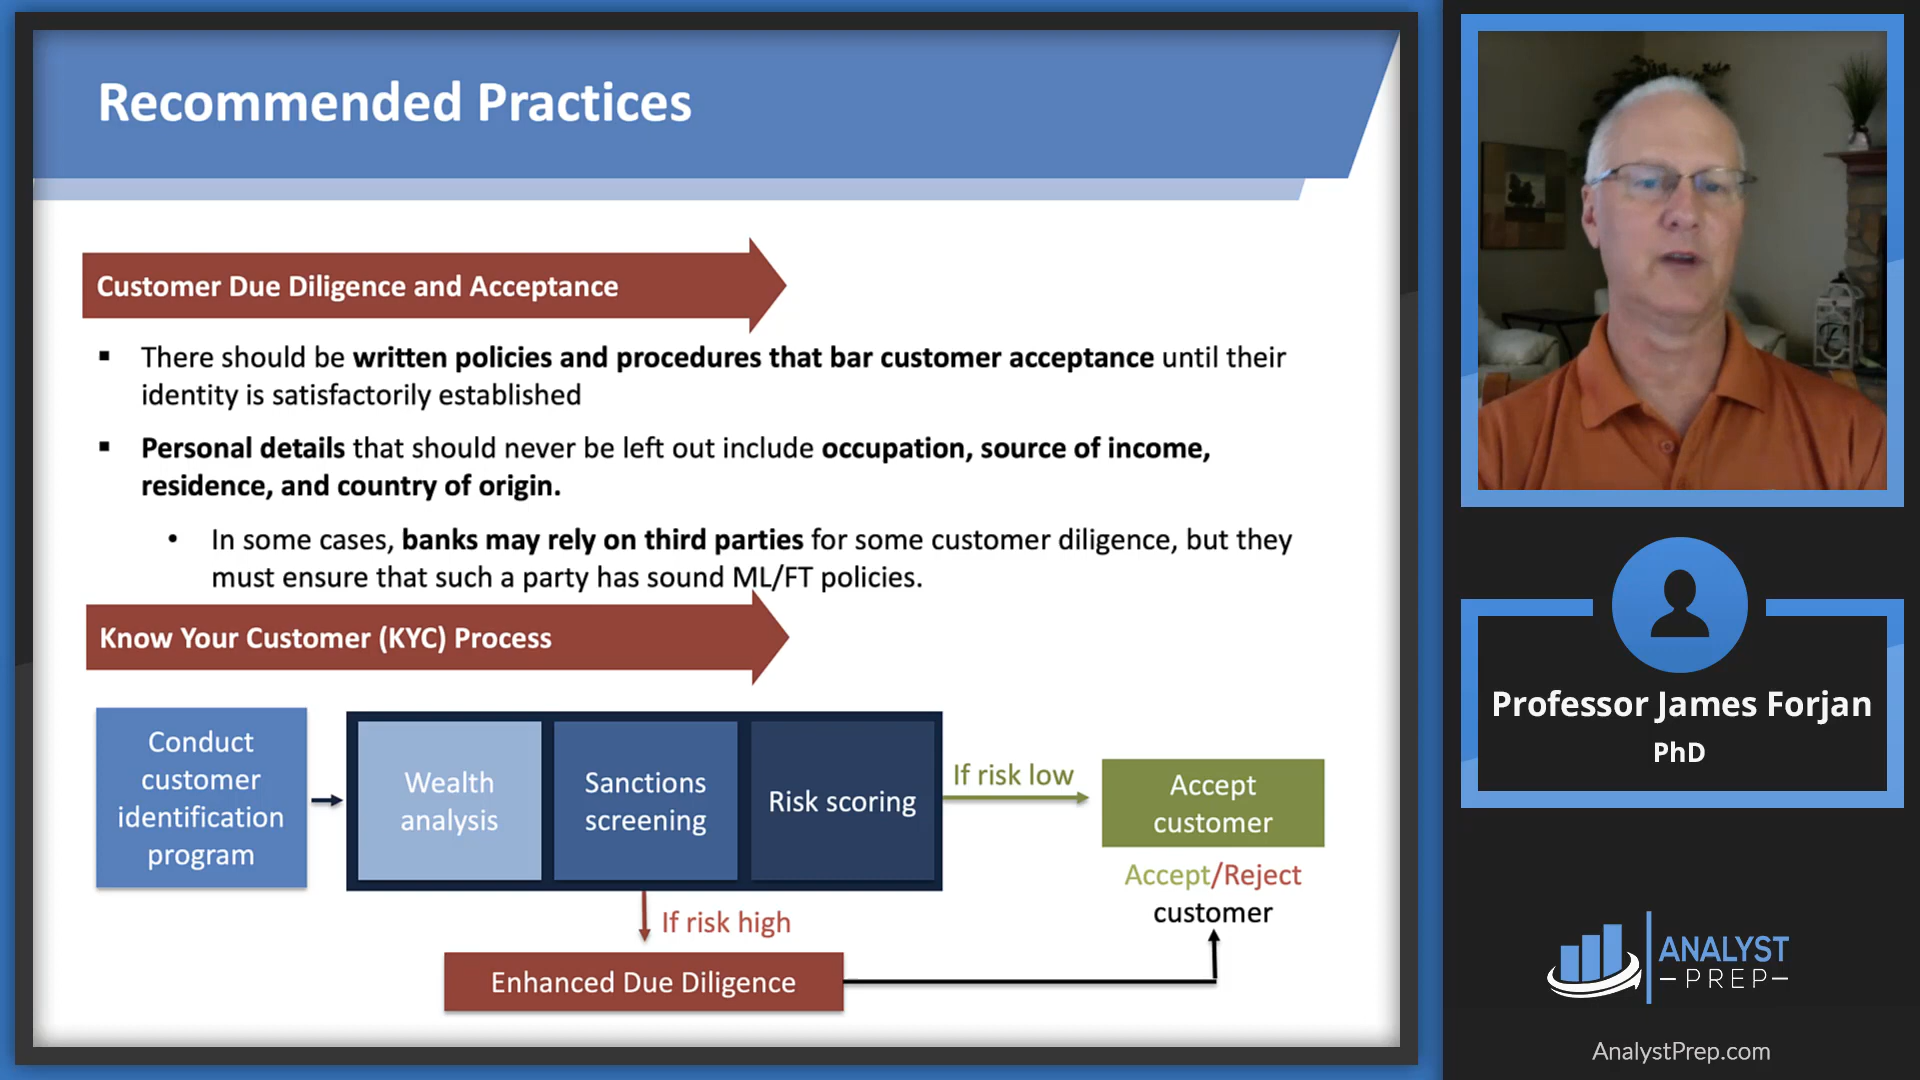 Recommended Practices
Customer Due Diligence and Acceptance
There should be written policies and procedures that bar customer acceptance until their
identity is satisfactorily established
Personal details that should never be left out include occupation, source of income,
residence, and country of origin.
In some cases, banks may rely on third parties for some customer diligence, but they
must ensure that such a party has sound ML/FT policies.
Know Your Customer (KYC) Process
Conduct
customer
identification
program
Wealth
analysis
Sanctions
screening
Risk scoring
If risk low
Accept
customer
Accept/Reject
customer
If risk high
Enhanced Due Diligence
Professor James Forjan
PhD
ANALYST
PREP
AnalystPrep.com